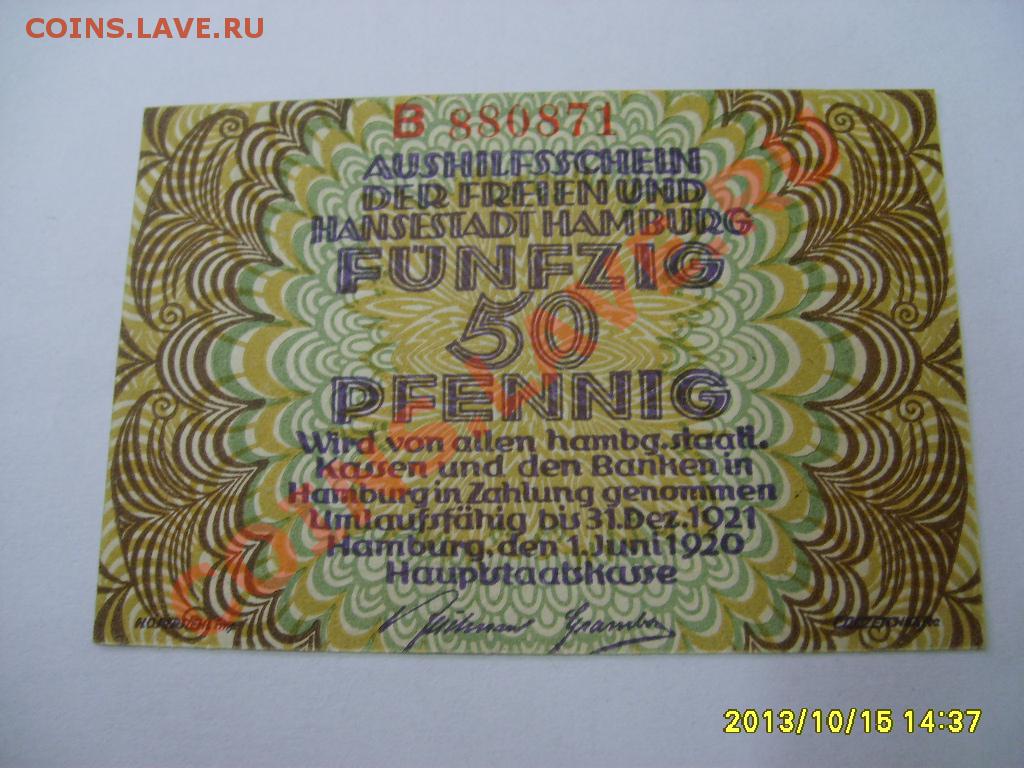 COINS.LAVE.RU
B 880871
AUSHILFSSCHEIN
DER FREIEN UND
HANSESTADT HAMBURG
FÜNFZIG
50
PFENNIG
Wird von allen hambg. staatl.
Kassen und den Banken in
Hamburg in Zahlung genommen
Umlaufsfähig bis 31. Dez. 1921
Hamburg, den 1. Juni 1920
Hauptstaatskasse
2013/10/15 14:37